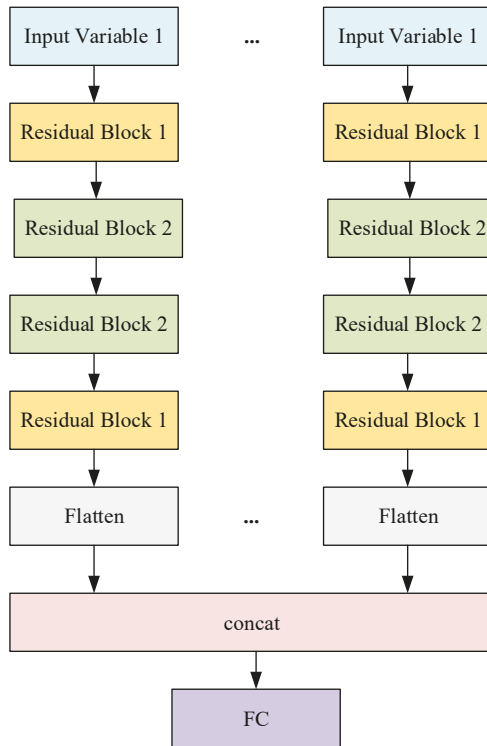 Input Variable 1 ... Input Variable 1
Residual Block 1 Residual Block 1
Residual Block 2 Residual Block 2
Residual Block 2 Residual Block 2
Residual Block 1 Residual Block 1
Flatten ... Flatten
concat
FC